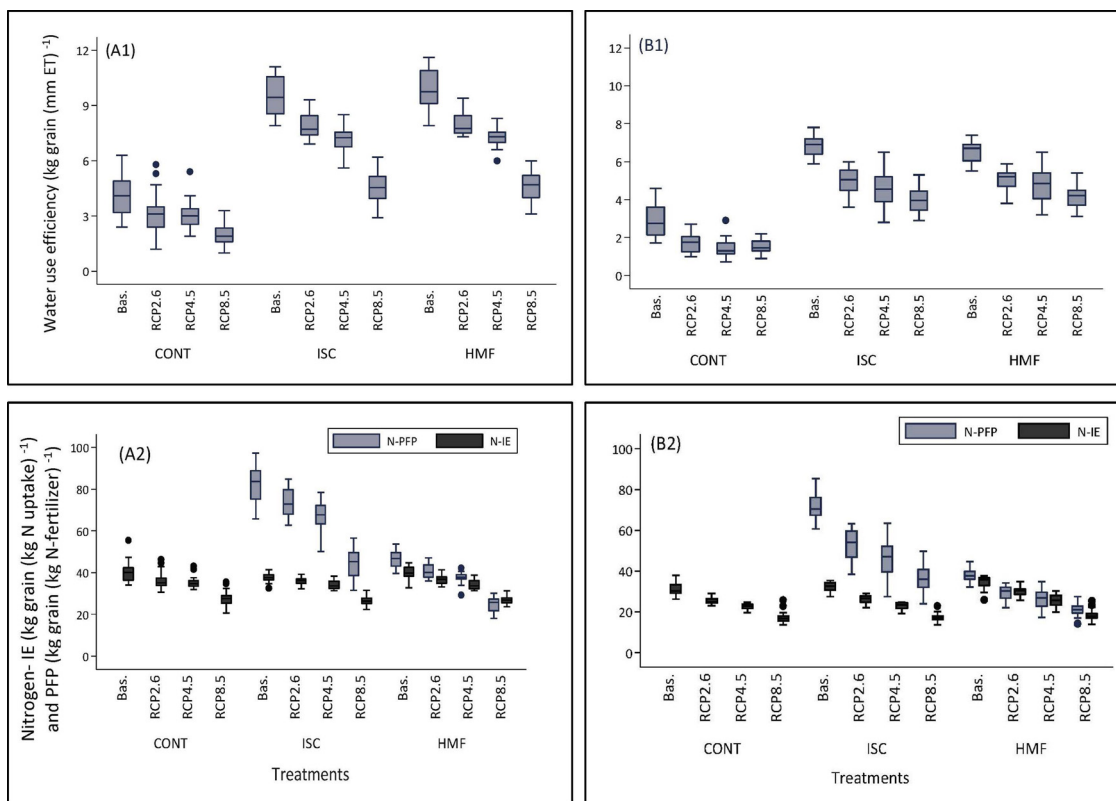 (A1)
Water use efficiency (kg grain (mm ET) -1)
12
9
6
3
0
Bas.
RCP2.6
RCP4.5
RCP8.5
Bas.
RCP2.6
RCP4.5
RCP8.5
Bas.
RCP2.6
RCP4.5
RCP8.5
CONT
ISC
HMF
(B1)
12
10
8
6
4
2
0
Bas.
RCP2.6
RCP4.5
RCP8.5
Bas.
RCP2.6
RCP4.5
RCP8.5
Bas.
RCP2.6
RCP4.5
RCP8.5
CONT
ISC
HMF
N-PFP N-IE
(A2)
Nitrogen- IE (kg grain (kg N uptake) -1
and PFP (kg grain (kg N-fertilizer) -1
100
80
60
40
20
0
Bas.
RCP2.6
RCP4.5
RCP8.5
Bas.
RCP2.6
RCP4.5
RCP8.5
Bas.
RCP2.6
RCP4.5
RCP8.5
CONT
ISC
HMF
Treatments
N-PFP N-IE
(B2)
100
80
60
40
20
0
Bas.
RCP2.6
RCP4.5
RCP8.5
Bas.
RCP2.6
RCP4.5
RCP8.5
Bas.
RCP2.6
RCP4.5
RCP8.5
CONT
ISC
HMF
Treatments